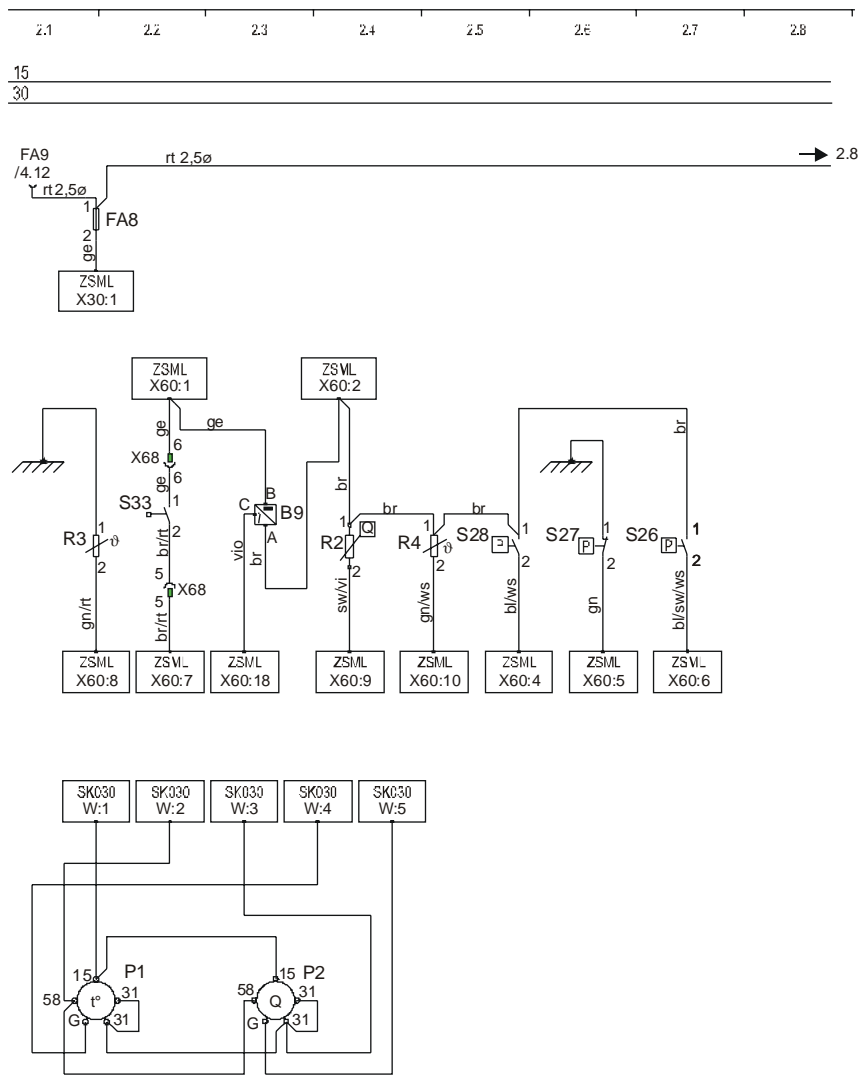 2.1 2.2 2.3 2.4 2.5 2.6 2.7 2.8
15
30
FA9
/4.12
rt 2,5ø
2.8
rt 2,5ø
1
FA8
2
ge
ZSML
X30:1
ZSML
X60:1
ZSML
X60:2
ge
ge
br
br
6
X68
6
ge
S33
1
2
br/rt
5
X68
5
br/rt
R3
1
ϑ
2
gn/rt
B
C
B9
A
vio
br
br
br
1
Q
R2
2
sw/vi
1
R4
ϑ
2
gn/ws
1
S28
P
2
bl/ws
S27
1
P
2
gn
S26
1
P
2
bl/sw/ws
ZSML
X60:8
ZSML
X60:7
ZSML
X60:18
ZSML
X60:9
ZSML
X60:10
ZSML
X60:4
ZSML
X60:5
ZSML
X60:6
SK030
W:1
SK030
W:2
SK030
W:3
SK030
W:4
SK030
W:5
15 P1
58 t° 31
G 31
15 P2
58 Q 31
G 31